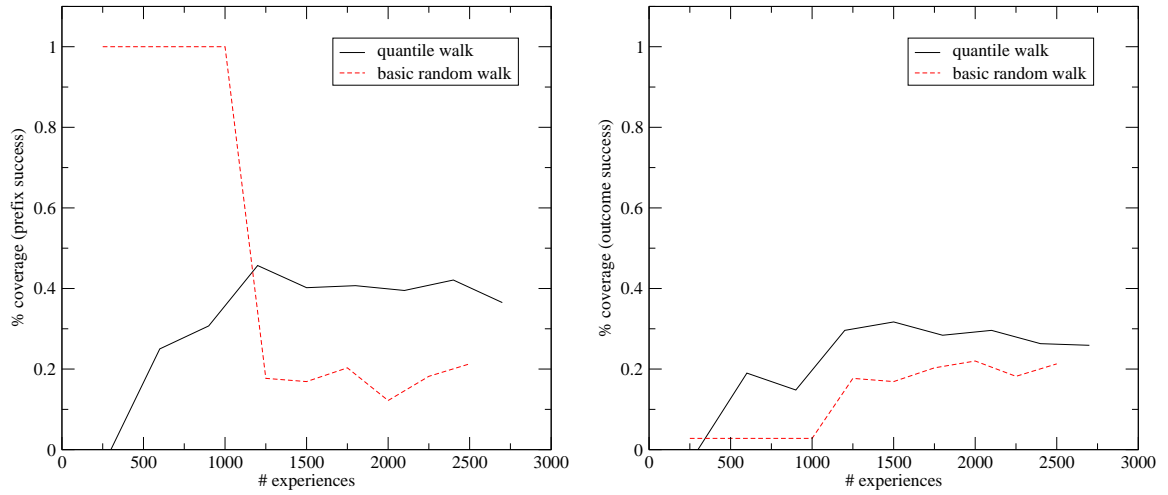 1
0.8
0.6
0.4
0.2
0
% coverage (prefix success)
quantile walk
basic random walk
0 500 1000 1500 2000 2500 3000
# experiences
1
0.8
0.6
0.4
0.2
0
% coverage (outcome success)
quantile walk
basic random walk
0 500 1000 1500 2000 2500 3000
# experiences